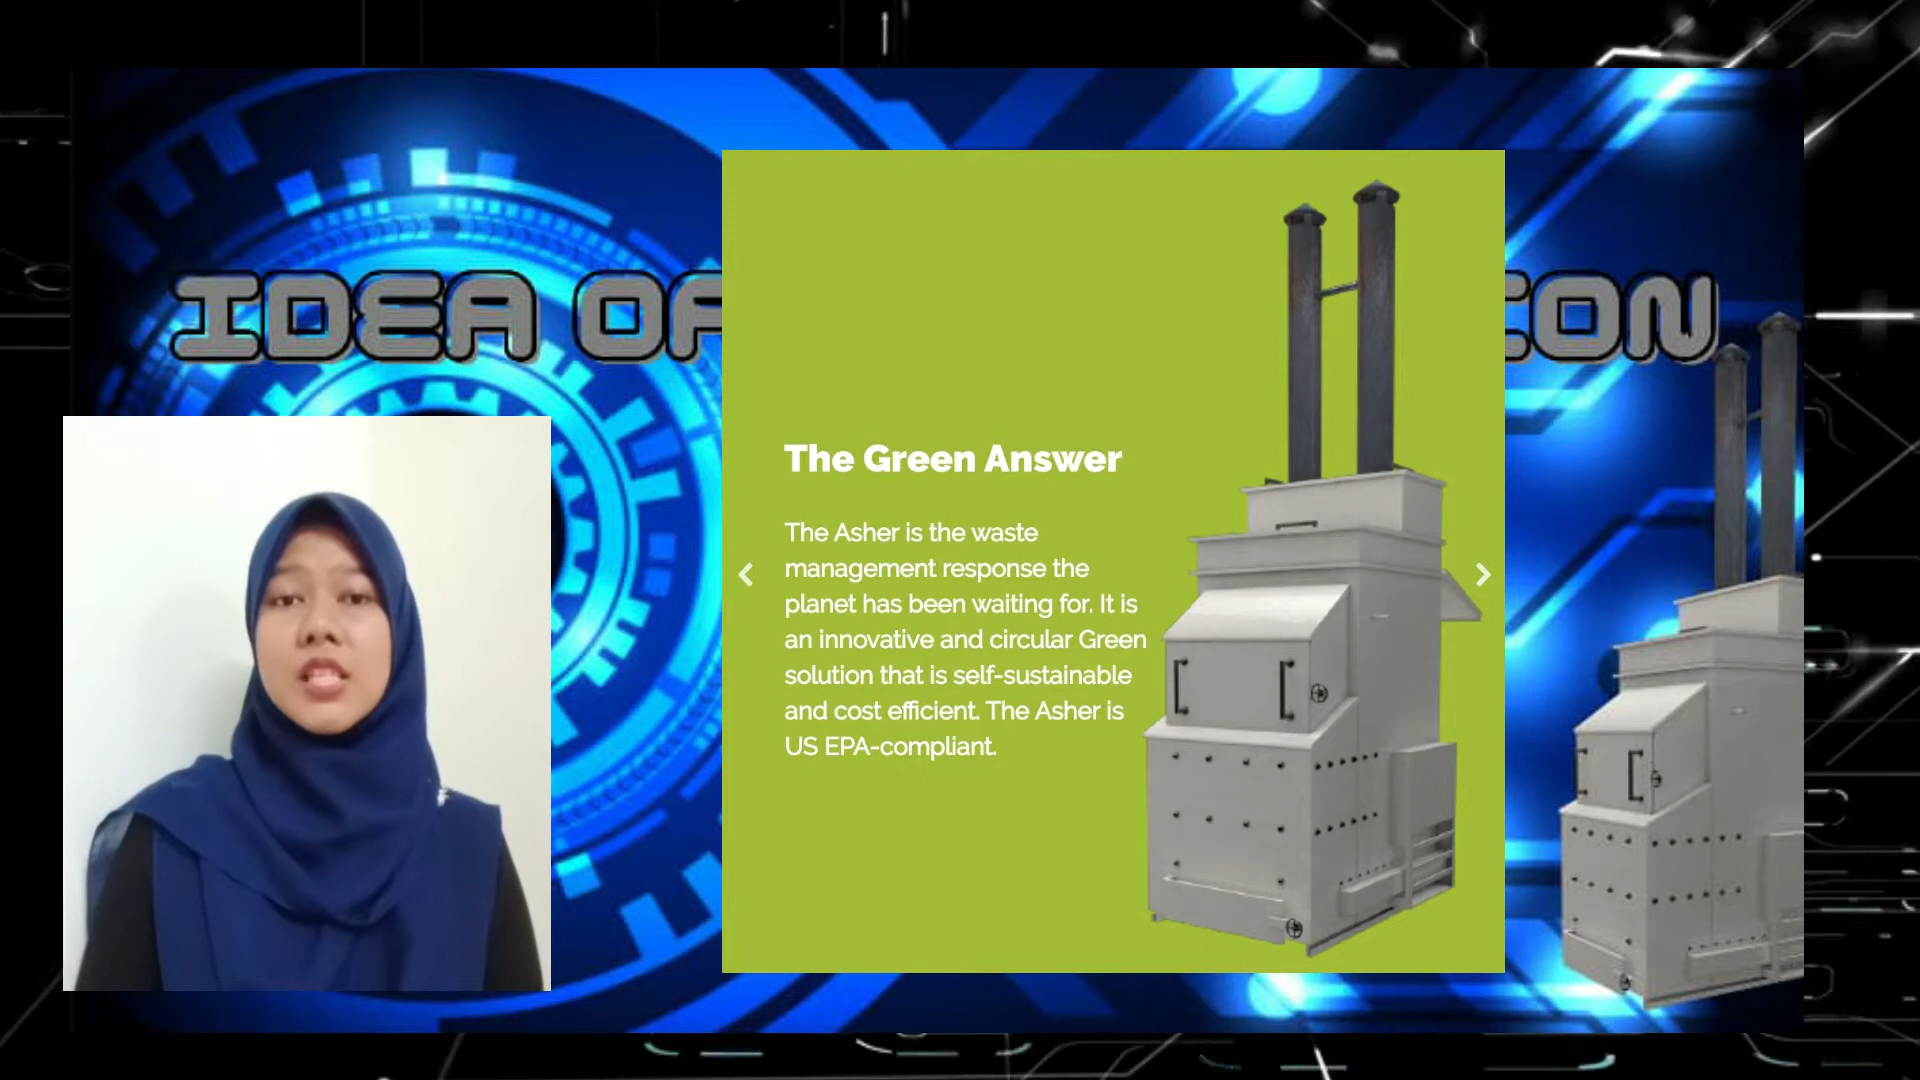 IDEA OF
ION
The Green Answer
The Asher is the waste
management response the
planet has been waiting for. It is
an innovative and circular Green
solution that is self-sustainable
and cost efficient. The Asher is
US EPA-compliant.